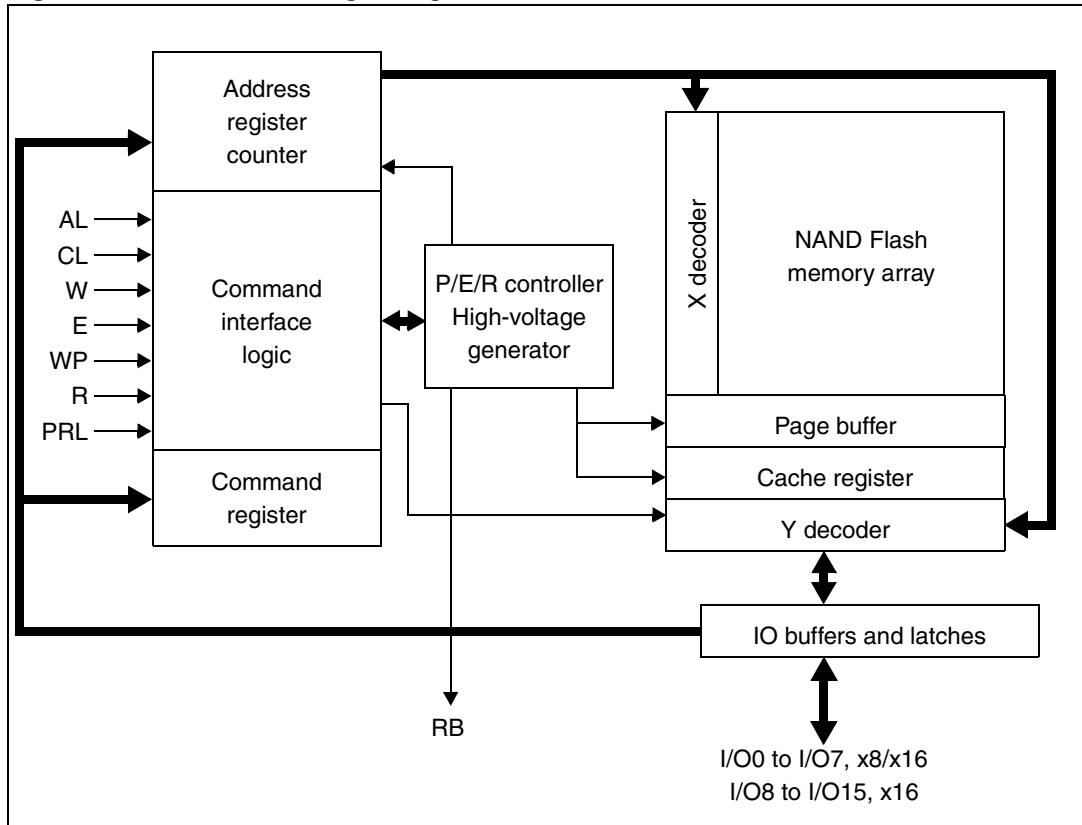 Address
register
counter
AL
CL
W
E
WP
R
PRL
Command
interface
logic
Command
register
P/E/R controller
High-voltage
generator
RB
X decoder
NAND Flash
memory array
Page buffer
Cache register
Y decoder
IO buffers and latches
I/O0 to I/O7, x8/x16
I/O8 to I/O15, x16